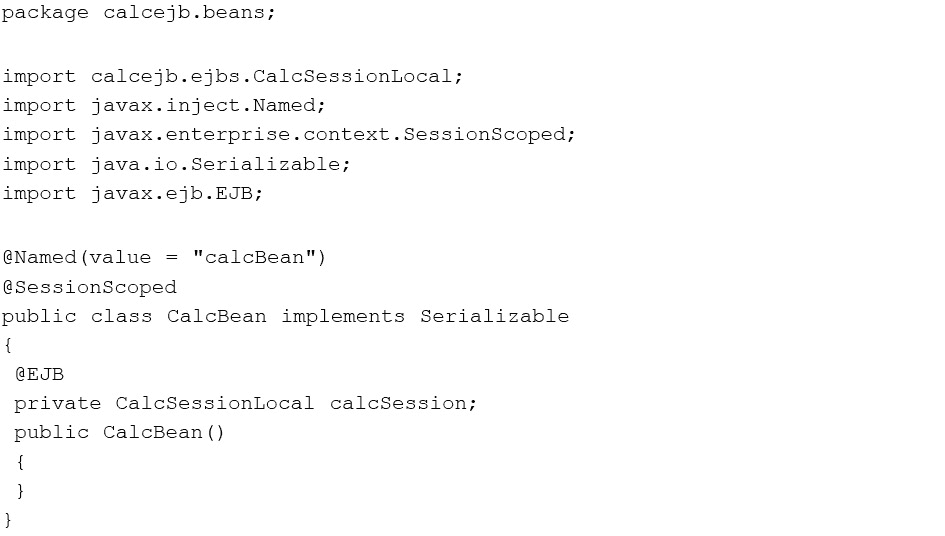 package calcejb.beans;
import calcejb.ejbs.CalcSessionLocal;
import javax.inject.Named;
import javax.enterprise.context.SessionScoped;
import java.io.Serializable;
import javax.ejb.EJB;
@Named(value = "calcBean")
@SessionScoped
public class CalcBean implements Serializable
{
@EJB
private CalcSessionLocal calcSession;
public CalcBean()
{
}
}